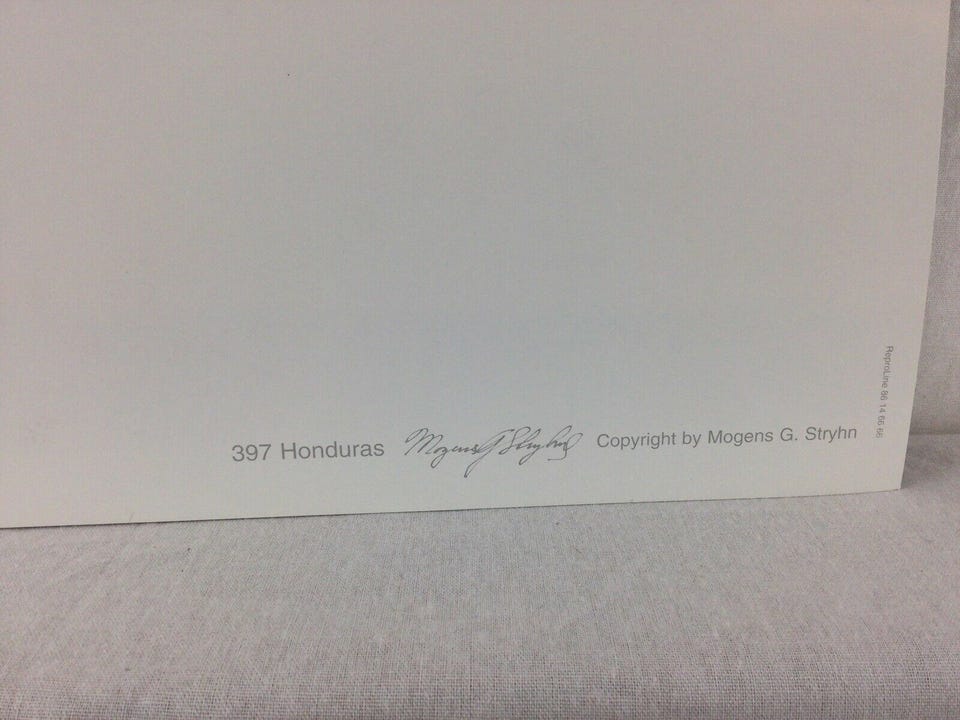 397 Honduras Mogens G Stryhn Copyright by Mogens G. Stryhn
ReproLine 86 14 66 66